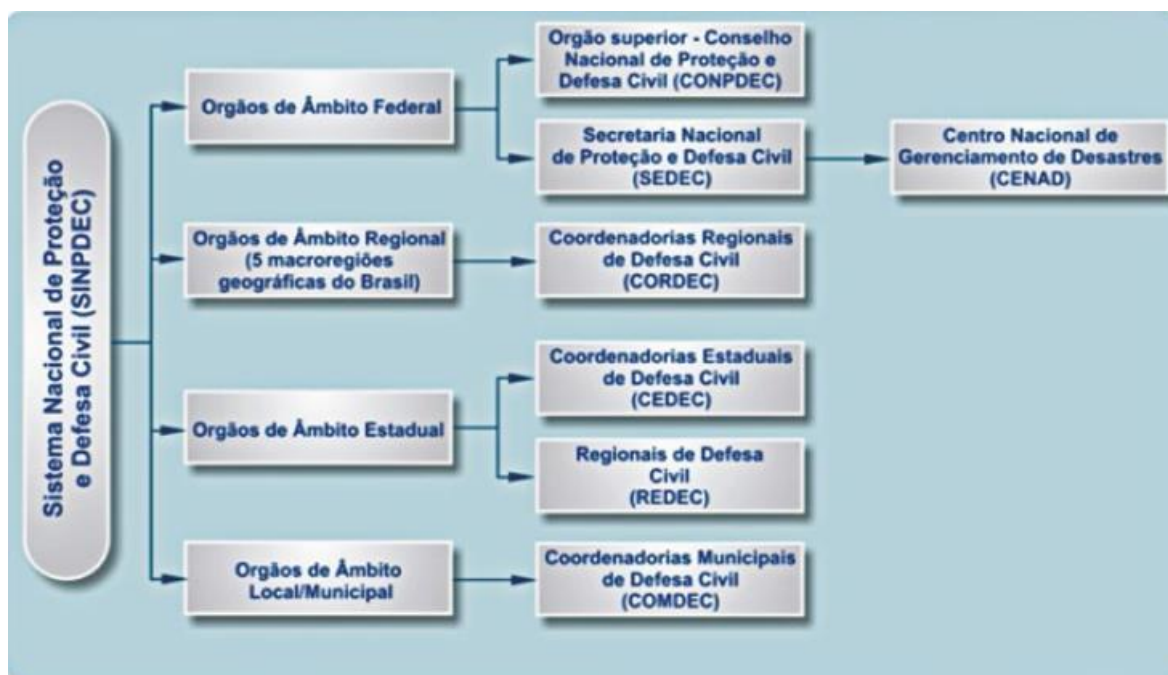 Sistema Nacional de Proteção
e Defesa Civil (SINPDEC)
Orgãos de Âmbito Federal
Orgão superior - Conselho
Nacional de Proteção e
Defesa Civil (CONPDEC)
Secretaria Nacional
de Proteção e Defesa Civil
(SEDEC)
Centro Nacional de
Gerenciamento de Desastres
(CENAD)
Orgãos de Âmbito Regional
(5 macroregiões
geográficas do Brasil)
Coordenadorias Regionais
de Defesa Civil
(CORDEC)
Orgãos de Âmbito Estadual
Coordenadorias Estaduais
de Defesa Civil
(CEDEC)
Regionais de Defesa
Civil
(REDEC)
Orgãos de Âmbito
Local/Municipal
Coordenadorias Municipais
de Defesa Civil
(COMDEC)